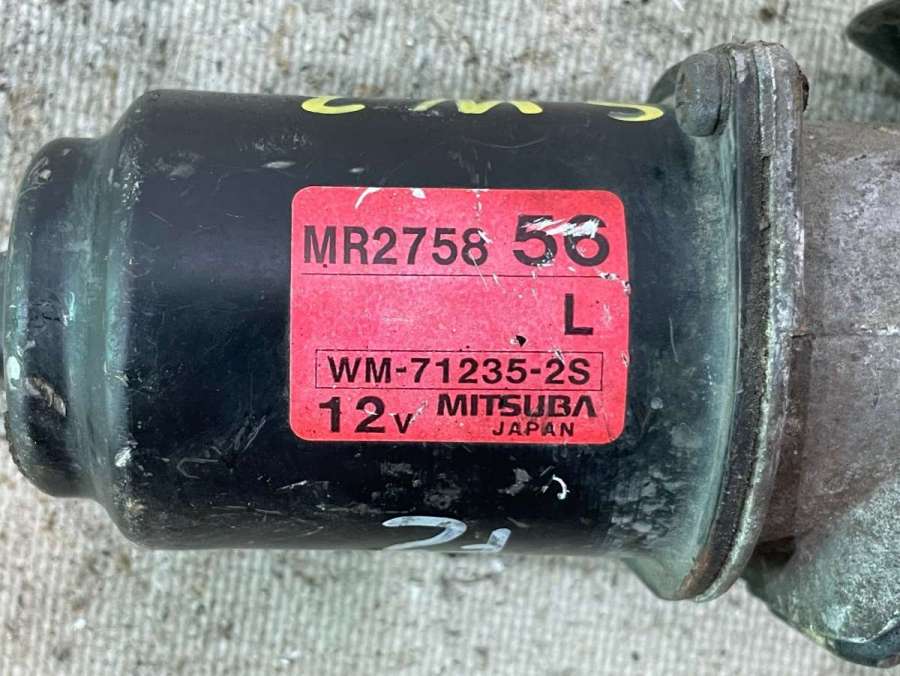 MR2758 56
L
WM-71235-2S
12V MITSUBA
JAPAN